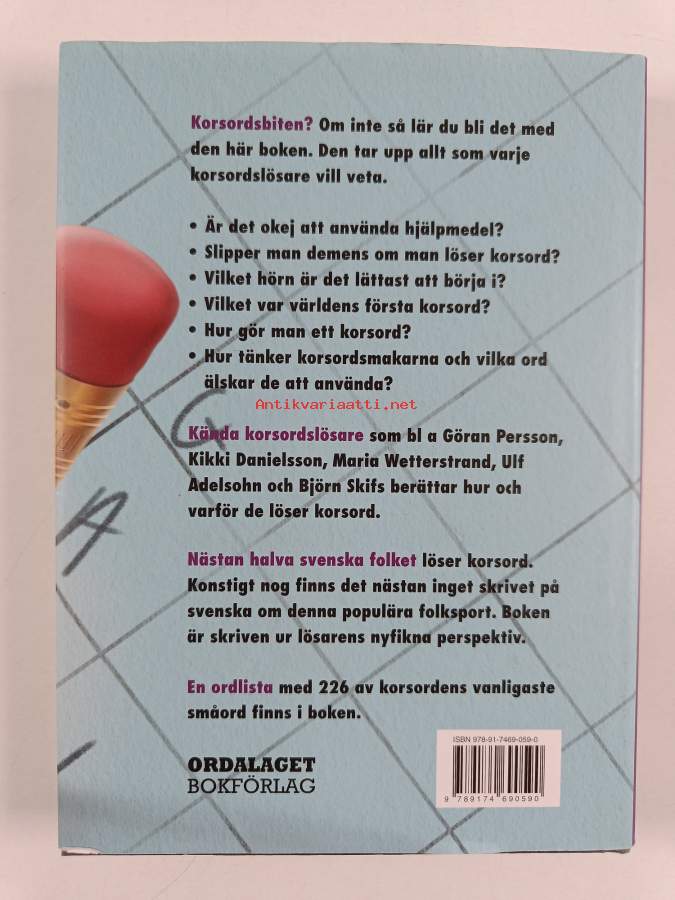 Korsordsbiten? Om inte så lär du bli det med
den här boken. Den tar upp allt som varje
korsordslösare vill veta.
• Är det okej att använda hjälpmedel?
• Slipper man demens om man löser korsord?
• Vilket hörn är det lättast att börja i?
• Vilket var världens första korsord?
• Hur gör man ett korsord?
• Hur tänker korsordsmakarna och vilka ord
älskar de att använda?
Antikvariaatti.net
Kända korsordslösare som bl a Göran Persson,
Kikki Danielsson, Maria Wetterstrand, Ulf
Adelsohn och Björn Skifs berättar hur och
varför de löser korsord.
G
A
Nästan halva svenska folket löser korsord.
Konstigt nog finns det nästan inget skrivet på
svenska om denna populära folksport. Boken
är skriven ur lösarens nyfikna perspektiv.
En ordlista med 226 av korsordens vanligaste
småord finns i boken.
ORDALAGET
BOKFÖRLAG
ISBN 978-91-7469-059-0
9 789174 690590